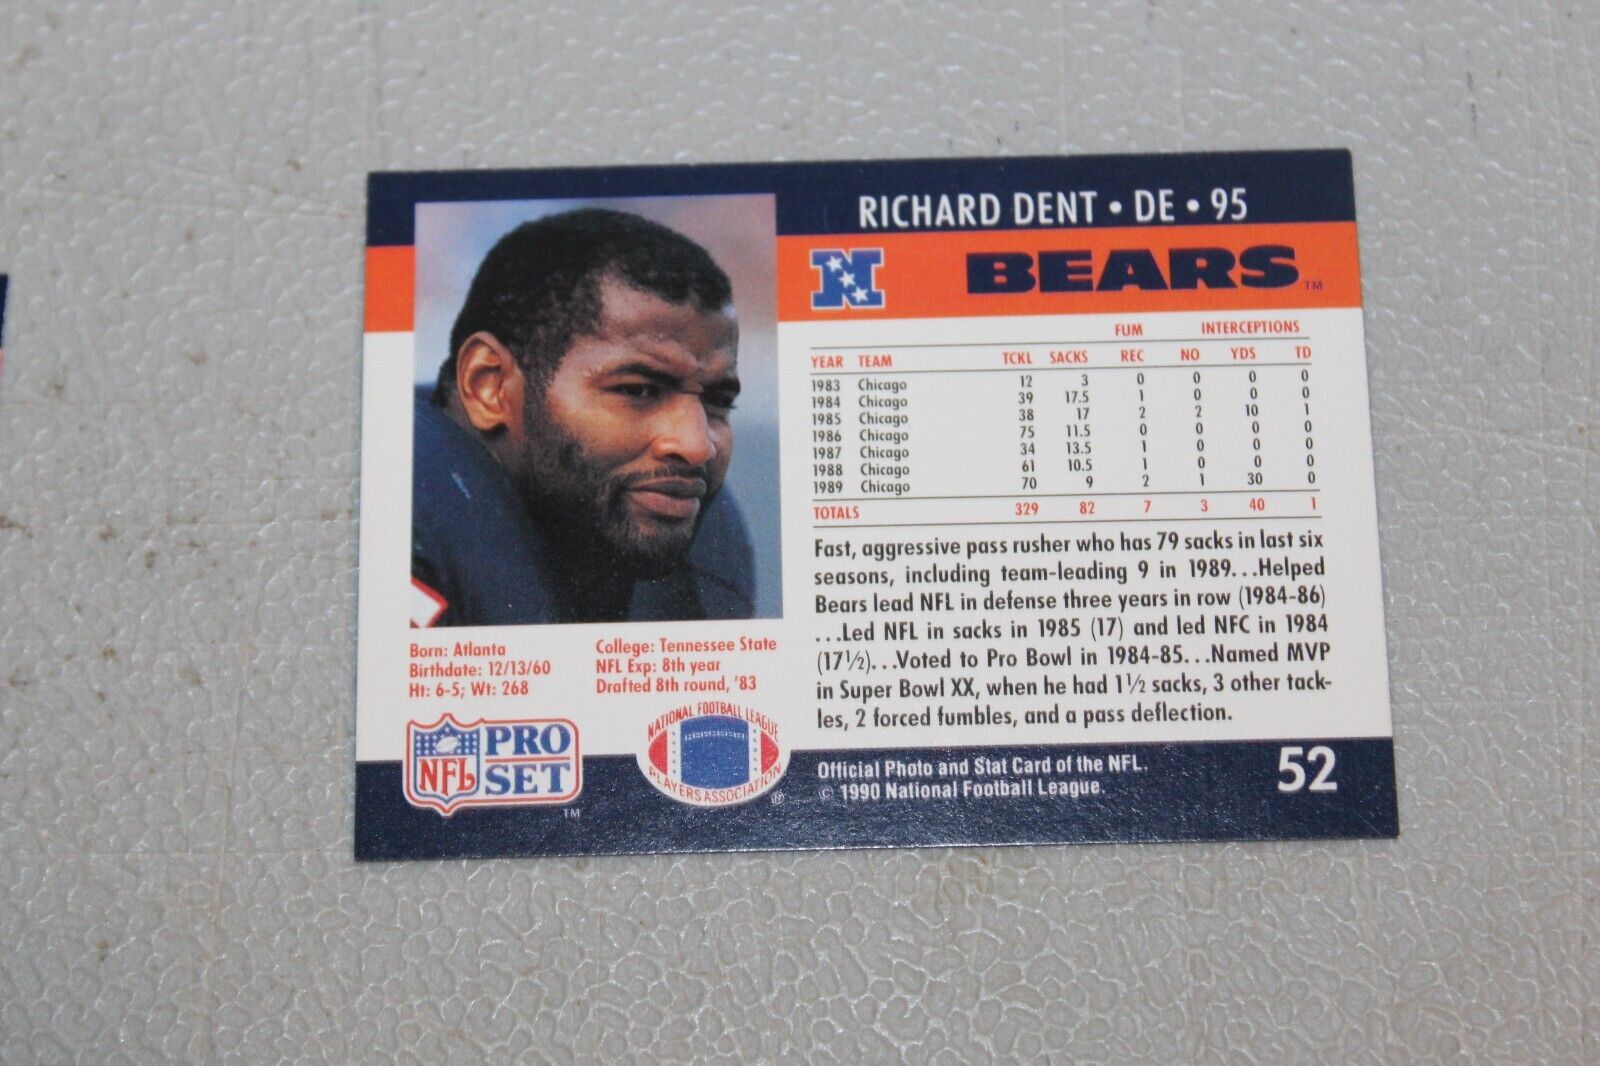 RICHARD DENT • DE • 95
N BEARS™
FUM INTERCEPTIONS
YEAR TEAM TCKL SACKS REC NO YDS TD
1983 Chicago 12 3 0 0 0 0
1984 Chicago 39 17.5 1 0 0 0
1985 Chicago 38 17 2 2 10 1
1986 Chicago 75 11.5 0 0 0 0
1987 Chicago 34 13.5 1 0 0 0
1988 Chicago 61 10.5 1 0 0 0
1989 Chicago 70 9 2 1 30 0
TOTALS 329 82 7 3 40 1
Fast, aggressive pass rusher who has 79 sacks in last six
seasons, including team-leading 9 in 1989...Helped
Bears lead NFL in defense three years in row (1984-86)
...Led NFL in sacks in 1985 (17) and led NFC in 1984
(17½)...Voted to Pro Bowl in 1984-85...Named MVP
in Super Bowl XX, when he had 1½ sacks, 3 other tack-
les, 2 forced fumbles, and a pass deflection.
Born: Atlanta
Birthdate: 12/13/60
Ht: 6-5; Wt: 268
College: Tennessee State
NFL Exp: 8th year
Drafted 8th round, '83
NFL PRO SET™
NATIONAL FOOTBALL LEAGUE
PLAYERS ASSOCIATION®
Official Photo and Stat Card of the NFL.
© 1990 National Football League.
52